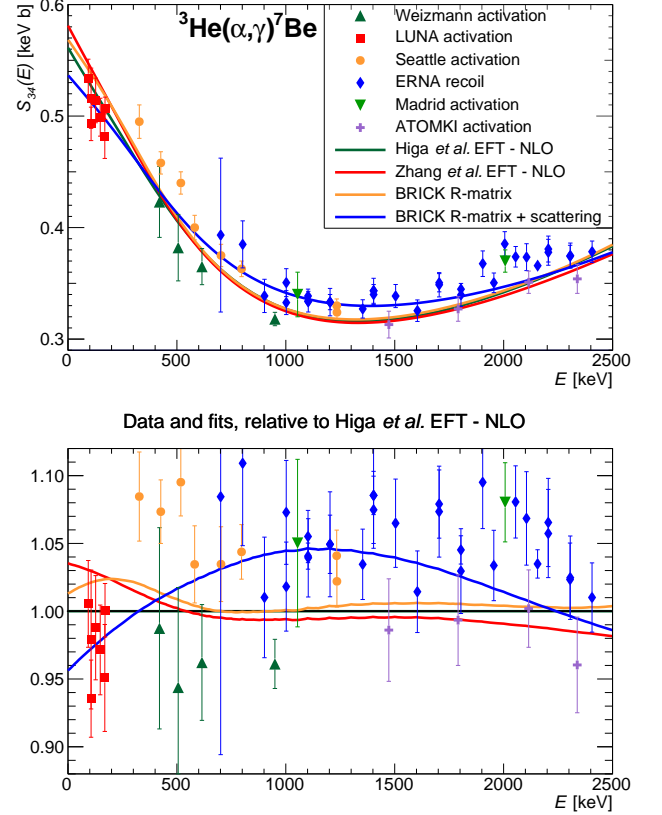 ³He(α,γ)⁷Be
S₃₄(E) [keV b]
0.6
0.5
0.4
0.3
Weizmann activation
LUNA activation
Seattle activation
ERNA recoil
Madrid activation
ATOMKI activation
Higa et al. EFT - NLO
Zhang et al. EFT - NLO
BRICK R-matrix
BRICK R-matrix + scattering
0 500 1000 1500 2000 2500
E [keV]
Data and fits, relative to Higa et al. EFT - NLO
1.10
1.05
1.00
0.95
0.90
0 500 1000 1500 2000 2500
E [keV]